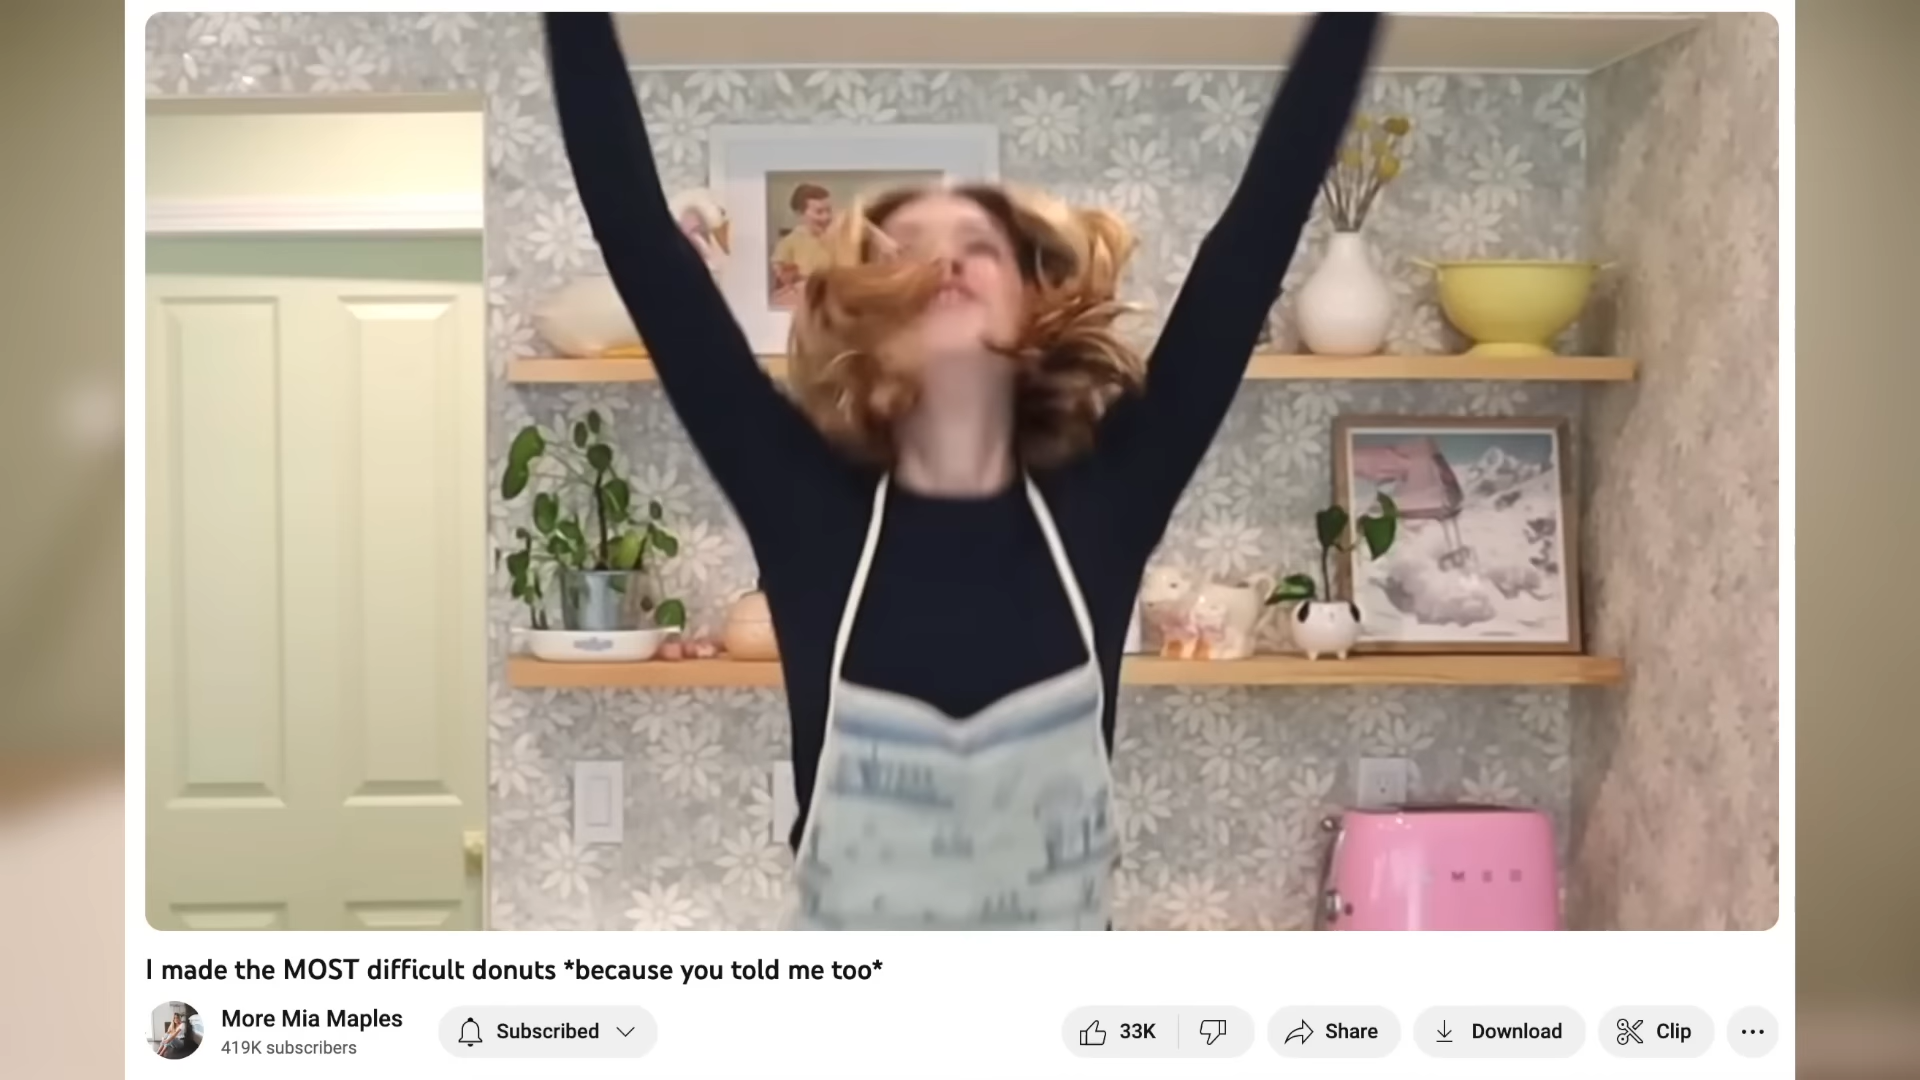 SMEG
I made the MOST difficult donuts *because you told me too*
More Mia Maples
419K subscribers
Subscribed
33K
Share
Download
Clip